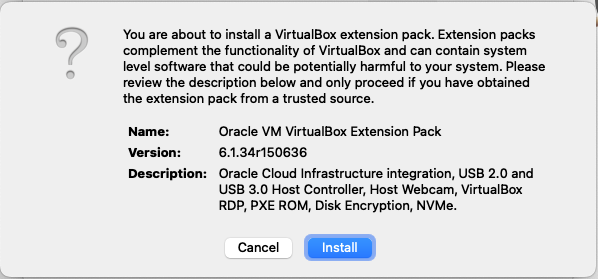 You are about to install a VirtualBox extension pack. Extension packs
complement the functionality of VirtualBox and can contain system
level software that could be potentially harmful to your system. Please
review the description below and only proceed if you have obtained
the extension pack from a trusted source.
Name: Oracle VM VirtualBox Extension Pack
Version: 6.1.34r150636
Description: Oracle Cloud Infrastructure integration, USB 2.0 and
USB 3.0 Host Controller, Host Webcam, VirtualBox
RDP, PXE ROM, Disk Encryption, NVMe.
Cancel Install